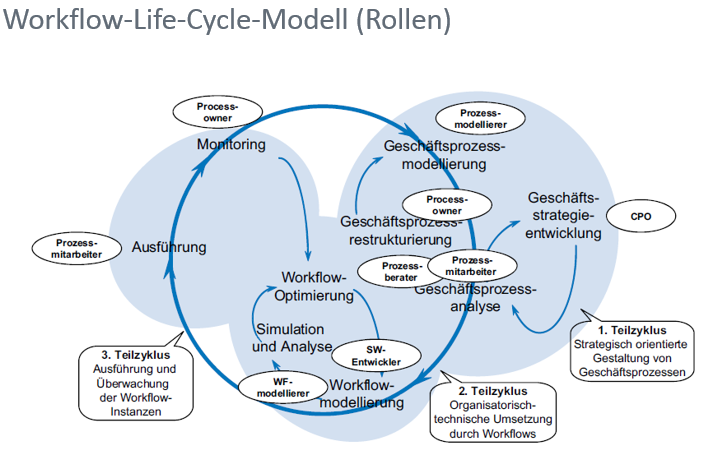 Workflow-Life-Cycle-Modell (Rollen)
Process-
owner
Monitoring
Prozess-
modellierer
Geschäftsprozess-
modellierung
Process-
owner
Geschäftsprozess-
restrukturierung
Geschäfts-
strategie-
entwicklung
CPO
Prozess-
mitarbeiter
Ausführung
Prozess-
berater
Prozess-
mitarbeiter
Geschäftsprozess-
analyse
Workflow-
Optimierung
Simulation
und Analyse
SW-
Entwickler
WF-
modellierer
Workflow-
modellierung
1. Teilzyklus
Strategisch orientierte
Gestaltung von
Geschäftsprozessen
3. Teilzyklus
Ausführung und
Überwachung
der Workflow-
Instanzen
2. Teilzyklus
Organisatorisch-
technische Umsetzung
durch Workflows